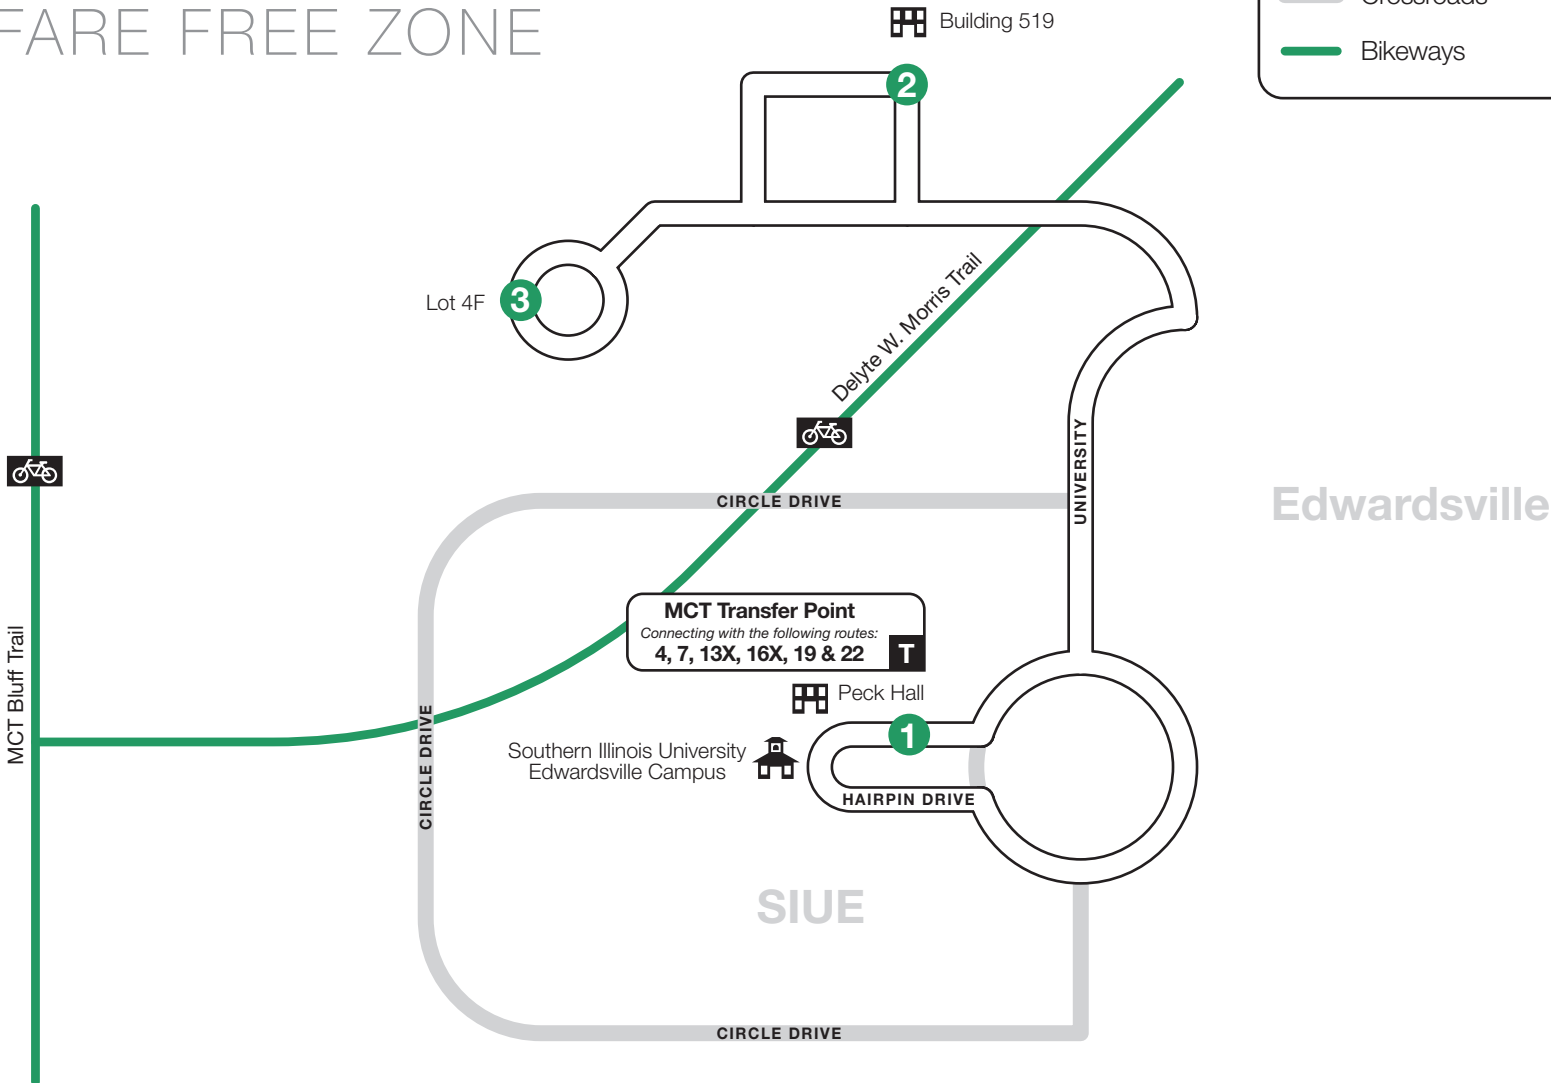 FARE FREE ZONE
Building 519
Crossroads
Bikeways
2
Lot 4F
3
Delyte W. Morris Trail
UNIVERSITY
CIRCLE DRIVE
Edwardsville
MCT Transfer Point
Connecting with the following routes:
4, 7, 13X, 16X, 19 & 22
T
Peck Hall
1
MCT Bluff Trail
CIRCLE DRIVE
Southern Illinois University
Edwardsville Campus
HAIRPIN DRIVE
SIUE
CIRCLE DRIVE